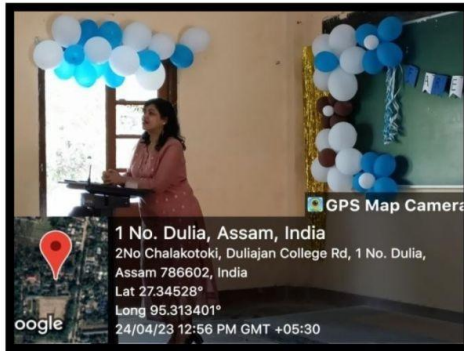 GPS Map Camera
1 No. Dulia, Assam, India
2No Chalakotoki, Duliajan College Rd, 1 No. Dulia,
Assam 786602, India
Lat 27.34528°
Long 95.313401°
24/04/23 12:56 PM GMT +05:30
oogle